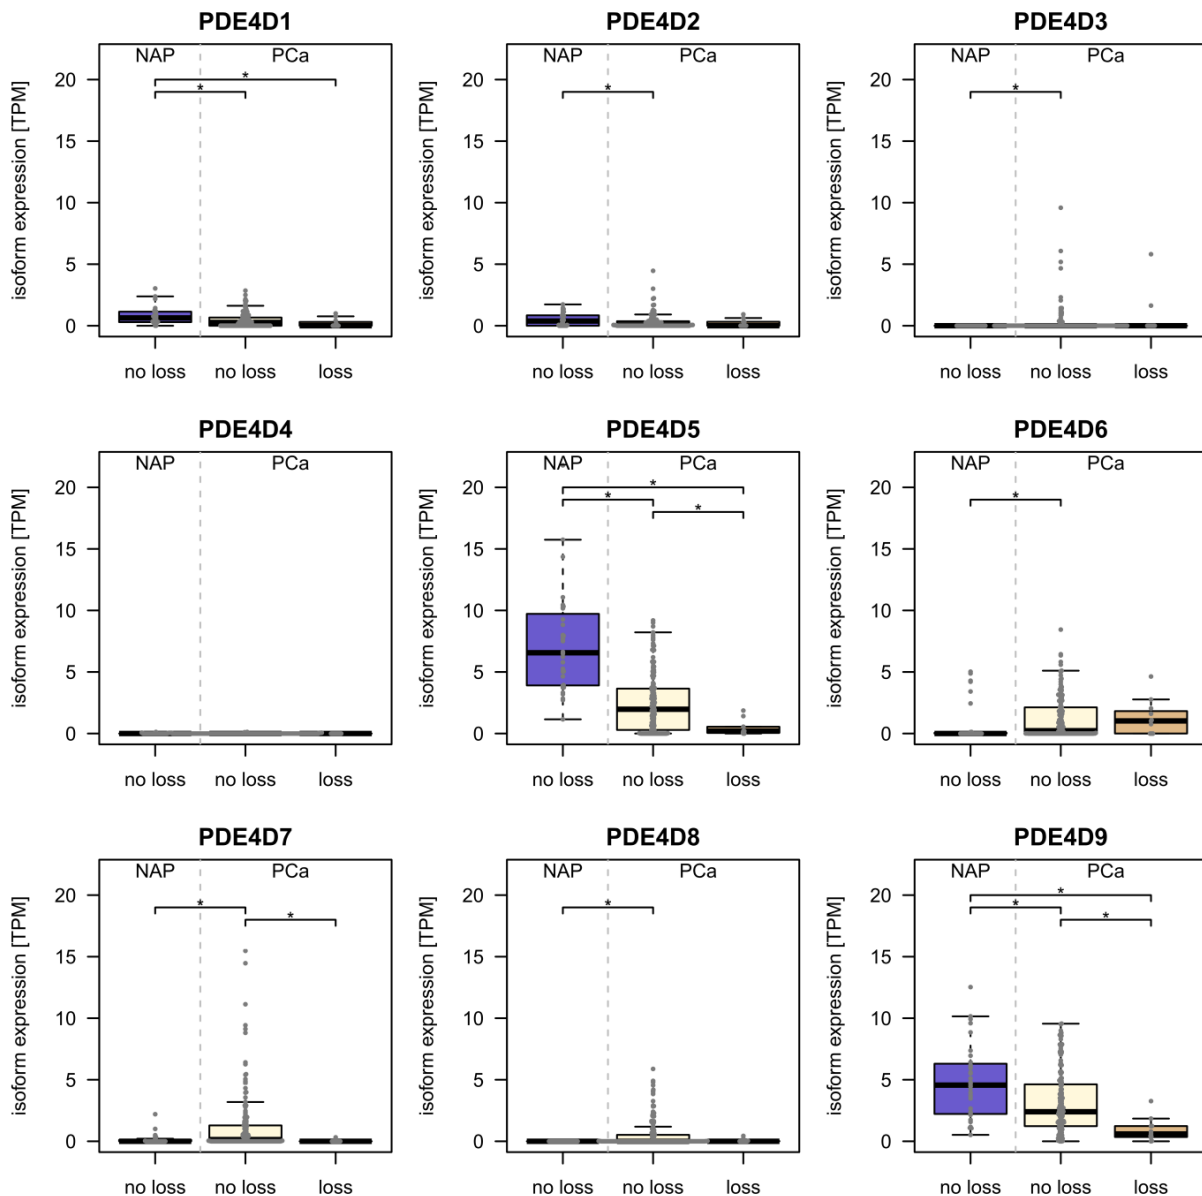 PDE4D1
PDE4D2
PDE4D3
NAP PCa
NAP PCa
NAP PCa
isoform expression [TPM]
isoform expression [TPM]
isoform expression [TPM]
20
15
10
5
0
20
15
10
5
0
20
15
10
5
0
* *
*
*
no loss no loss loss
no loss no loss loss
no loss no loss loss
PDE4D4
PDE4D5
PDE4D6
NAP PCa
NAP PCa
NAP PCa
isoform expression [TPM]
isoform expression [TPM]
isoform expression [TPM]
20
15
10
5
0
20
15
10
5
0
20
15
10
5
0
* * *
*
no loss no loss loss
no loss no loss loss
no loss no loss loss
PDE4D7
PDE4D8
PDE4D9
NAP PCa
NAP PCa
NAP PCa
isoform expression [TPM]
isoform expression [TPM]
isoform expression [TPM]
20
15
10
5
0
20
15
10
5
0
20
15
10
5
0
* *
*
* * *
no loss no loss loss
no loss no loss loss
no loss no loss loss